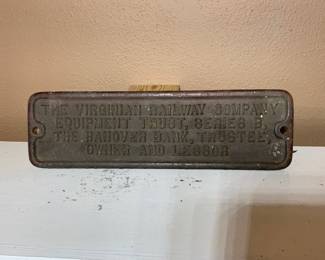 THE VIRGINIAN RAILWAY COMPANY
EQUIPMENT TRUST, SERIES D,
THE HANOVER BANK, TRUSTEE,
OWNER AND LESSOR